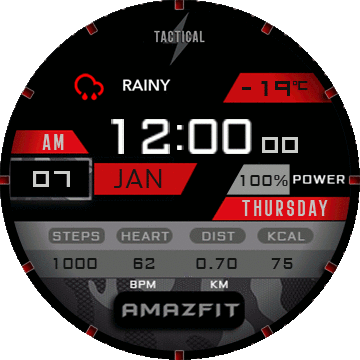 TACTICAL
RAINY
-19°C
AM
12:00 00
07 JAN
100% POWER
THURSDAY
STEPS HEART DIST KCAL
1000 62 0.70 75
BPM KM
AMAZFIT